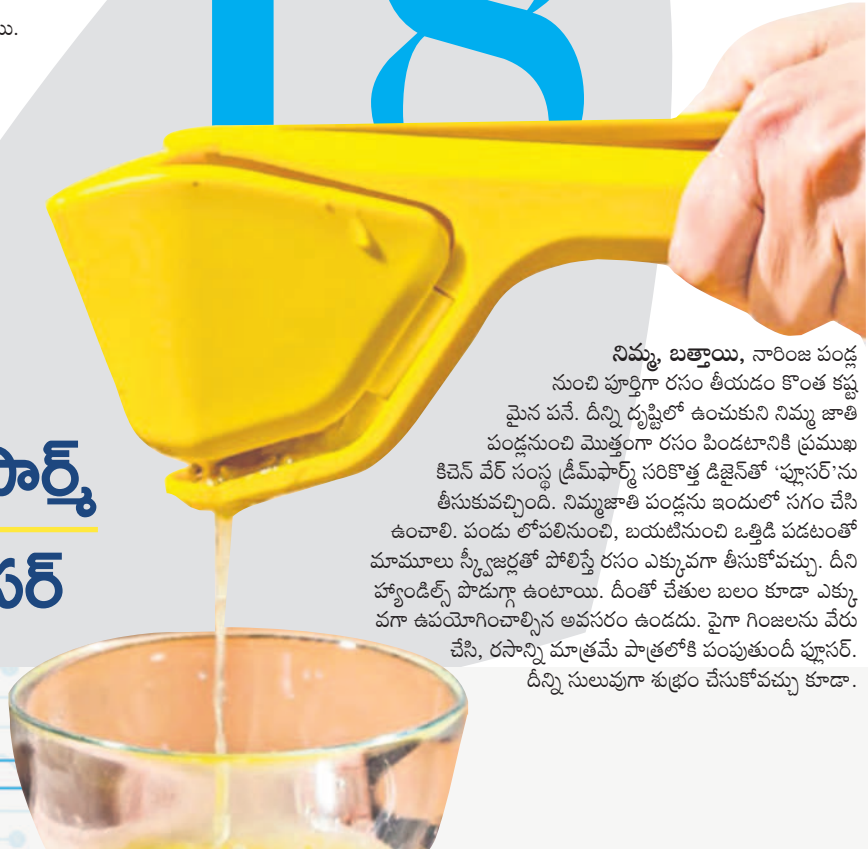 యి.
ఫార్మ్
సర్
నిమ్మ, బత్తాయి, నారింజ పండ్ల
నుంచి పూర్తిగా రసం తీయడం కొంత కష్ట
మైన పనే. దీన్ని దృష్టిలో ఉంచుకుని నిమ్మ జాతి
పండ్లనుంచి మొత్తంగా రసం పిండటానికి ప్రముఖ
కిచెన్ వేర్ సంస్థ డ్రీమ్‌ఫార్మ్ సరికొత్త డిజైన్‌తో ‘ఫ్లూసర్’ను
తీసుకువచ్చింది. నిమ్మజాతి పండ్లను ఇందులో సగం చేసి
ఉంచాలి. పండు లోపలినుంచి, బయటినుంచి ఒత్తిడి పడటంతో
మామూలు స్క్వీజర్లతో పోలిస్తే రసం ఎక్కువగా తీసుకోవచ్చు. దీని
హ్యాండిల్స్ పొడుగ్గా ఉంటాయి. దీంతో చేతుల బలం కూడా ఎక్కు
వగా ఉపయోగించాల్సిన అవసరం ఉండదు. పైగా గింజలను వేరు
చేసి, రసాన్ని మాత్రమే పాత్రలోకి పంపుతుందీ ఫ్లూసర్.
దీన్ని సులువుగా శుభ్రం చేసుకోవచ్చు కూడా.